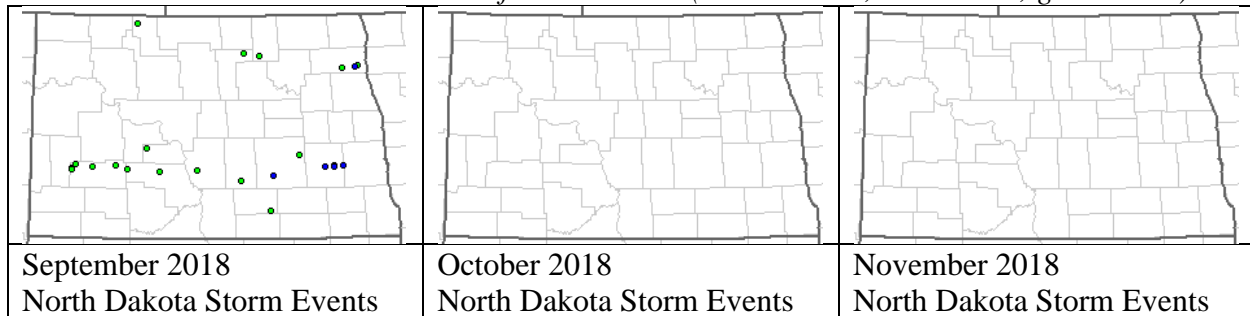 September 2018
North Dakota Storm Events
October 2018
North Dakota Storm Events
November 2018
North Dakota Storm Events